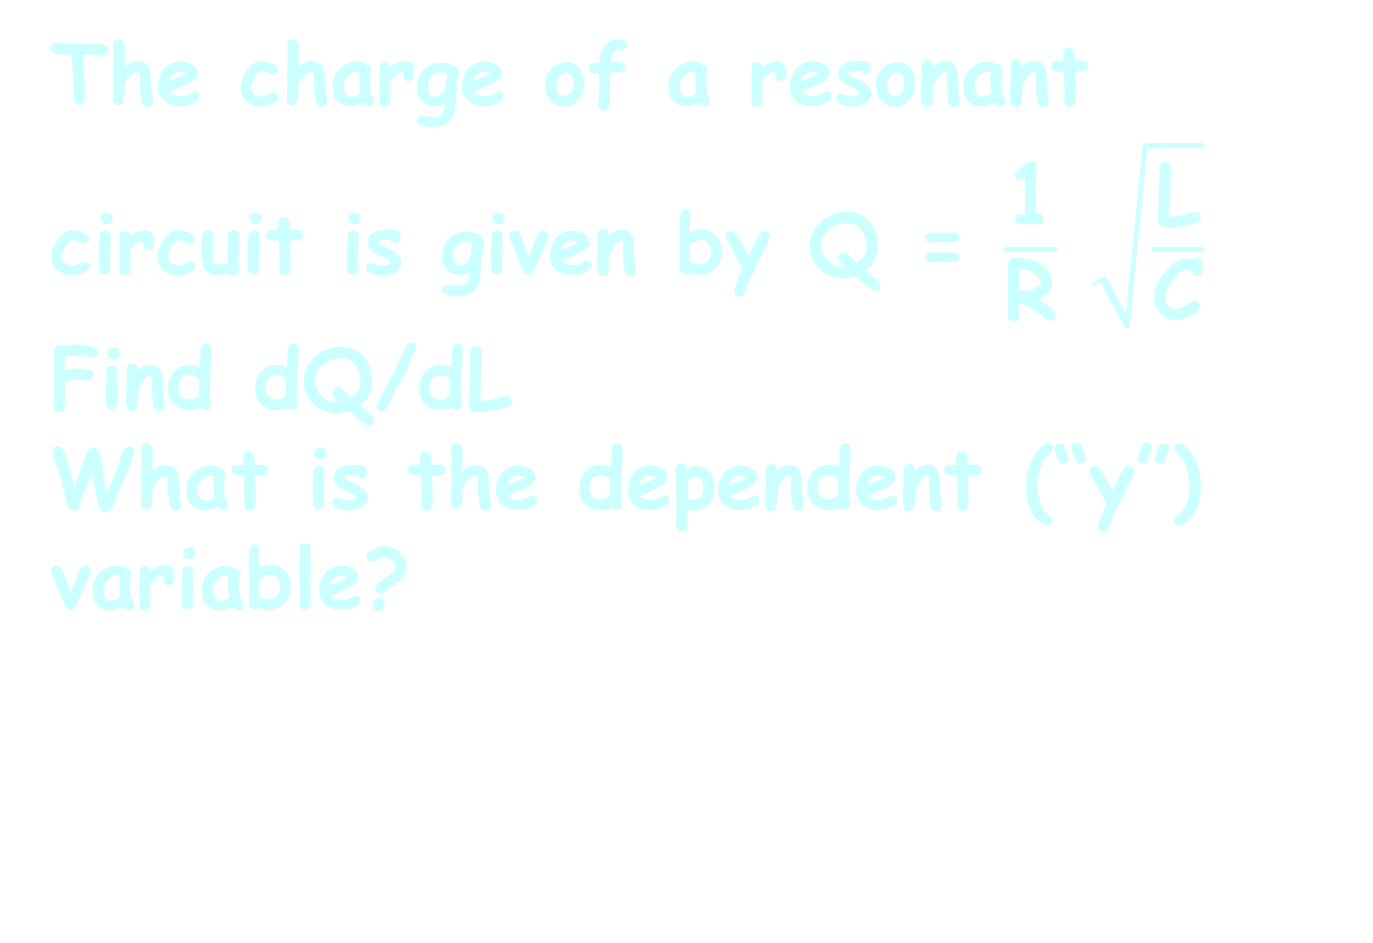 The charge of a resonant
circuit is given by Q = 1/R √(L/C)
Find dQ/dL
What is the dependent (“y”)
variable?